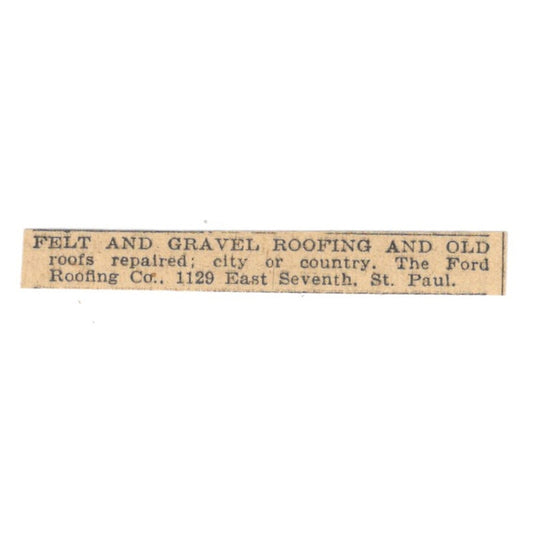 FELT AND GRAVEL ROOFING AND OLD
roofs repaired; city or country. The Ford
Roofing Co., 1129 East Seventh, St. Paul.